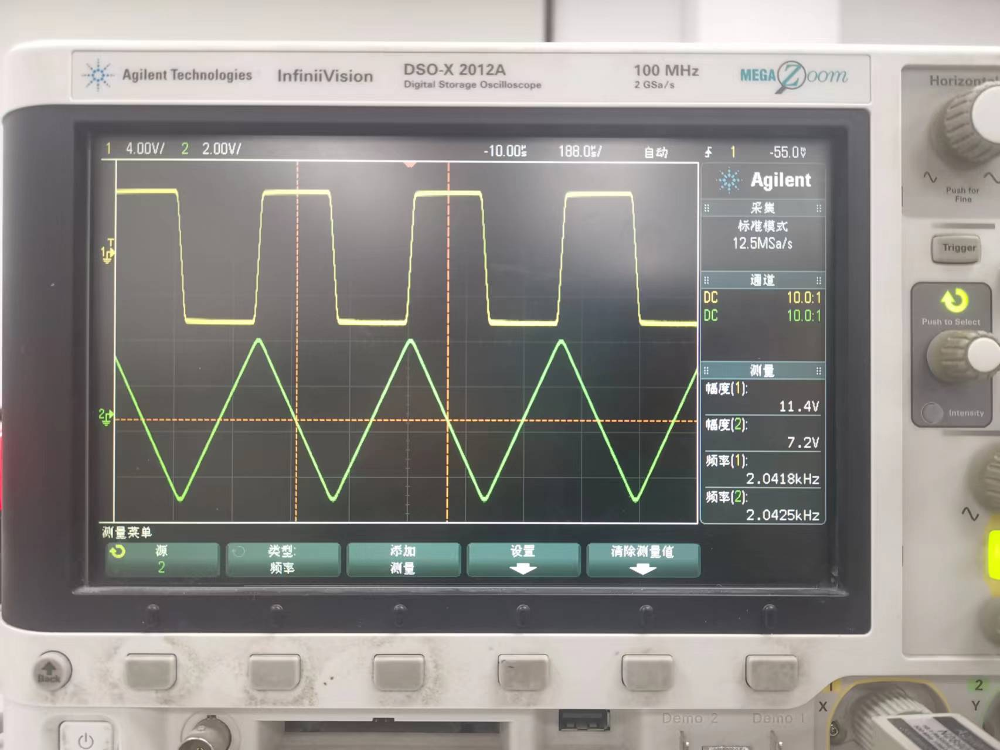 Agilent Technologies InfiniiVision DSO-X 2012A 100 MHz MEGA Zoom
Digital Storage Oscilloscope 2 GSa/s
Horizontal
Push for
Fine
1 4.00V/ 2 2.00V/ -10.00us 188.0us/ 自动 1 -55.0V
Agilent
采集
标准模式
12.5MSa/s
通道
DC 10.0:1
DC 10.0:1
测量
幅度(1):
11.4V
幅度(2):
7.2V
频率(1):
2.0418kHz
频率(2):
2.0425kHz
T
1
2
测量菜单
源
2
类型:
频率
添加
测量
设置
清除测量值
Trigger
Push to Select
Intensity
Back
Demo 2 Demo 1
1
X
2
Y